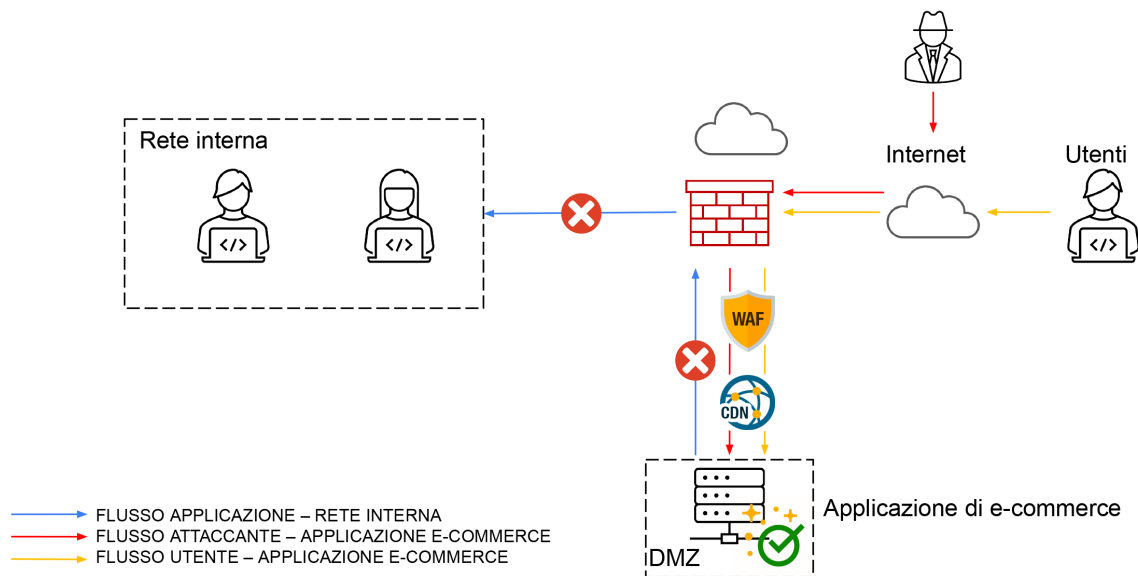 Rete interna
</>
</>
Internet
Utenti
</>
WAF
CDN
Applicazione di e-commerce
DMZ
FLUSSO APPLICAZIONE – RETE INTERNA
FLUSSO ATTACCANTE – APPLICAZIONE E-COMMERCE
FLUSSO UTENTE – APPLICAZIONE E-COMMERCE